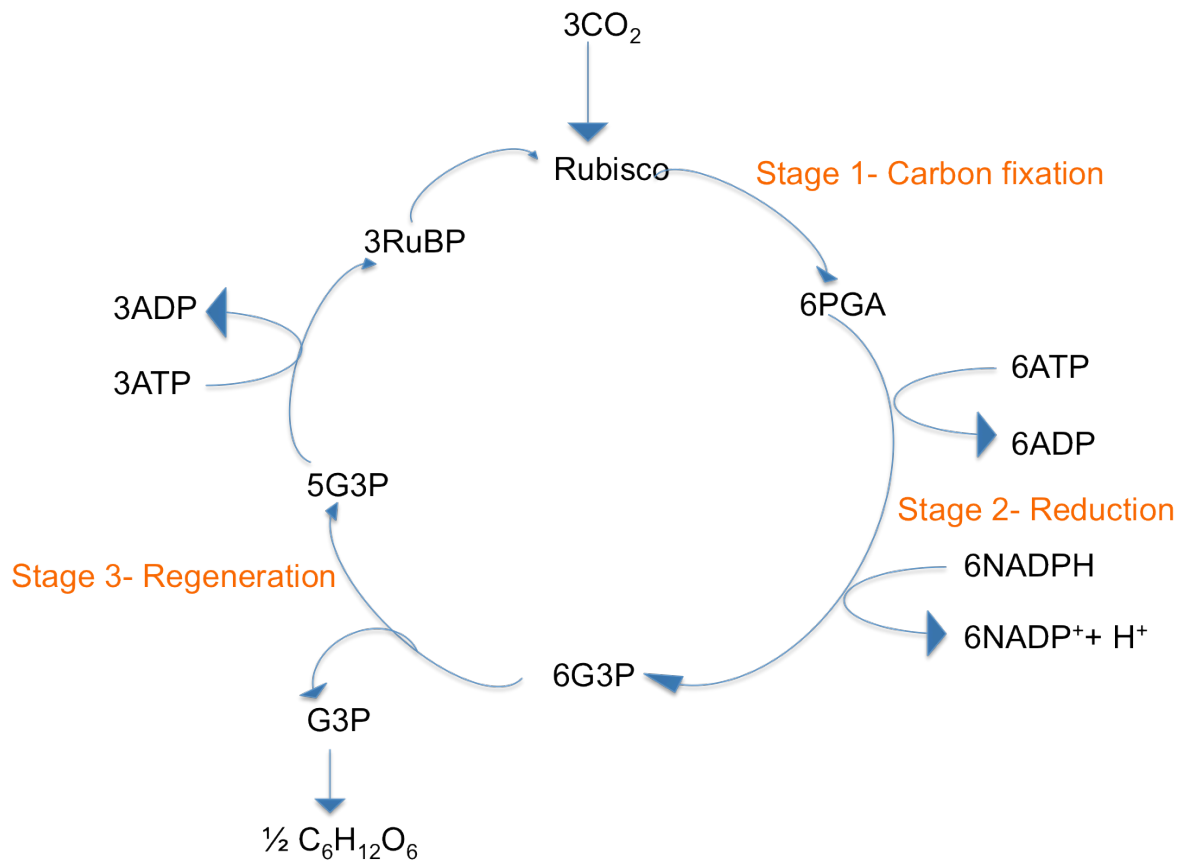 3CO₂
Rubisco
Stage 1- Carbon fixation
3RuBP
6PGA
3ADP
3ATP
6ATP
6ADP
5G3P
Stage 2- Reduction
Stage 3- Regeneration
6NADPH
6NADP⁺+ H⁺
6G3P
G3P
½ C₆H₁₂O₆